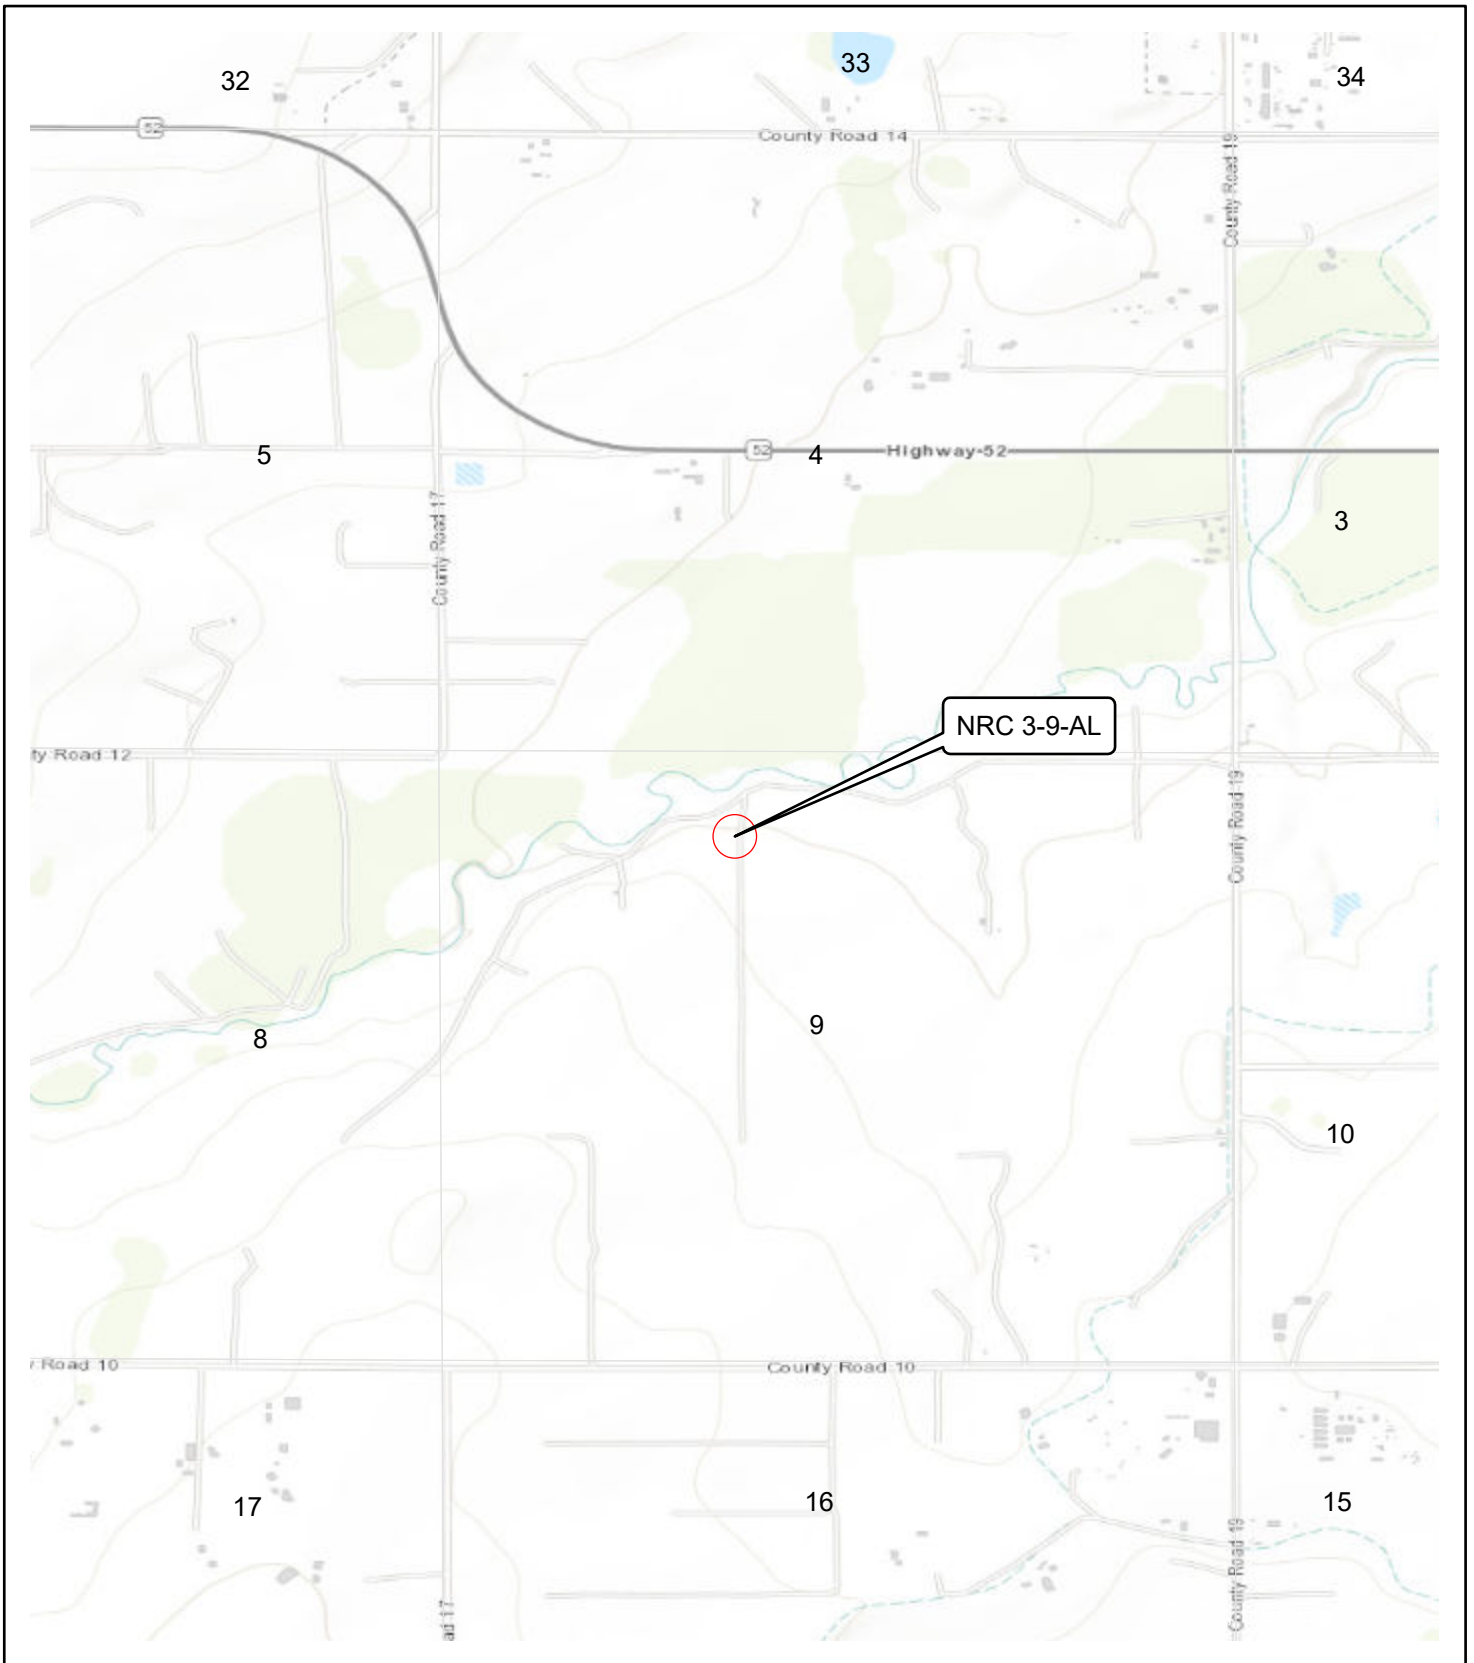 32
33
34
52
County Road 14
County Road 19
5
52
4
Highway-52
3
County Road 17
NRC 3-9-AL
ty Road 12
County Road 19
9
8
10
Road 10
County Road 10
17
16
15
County Road 19
ad 17